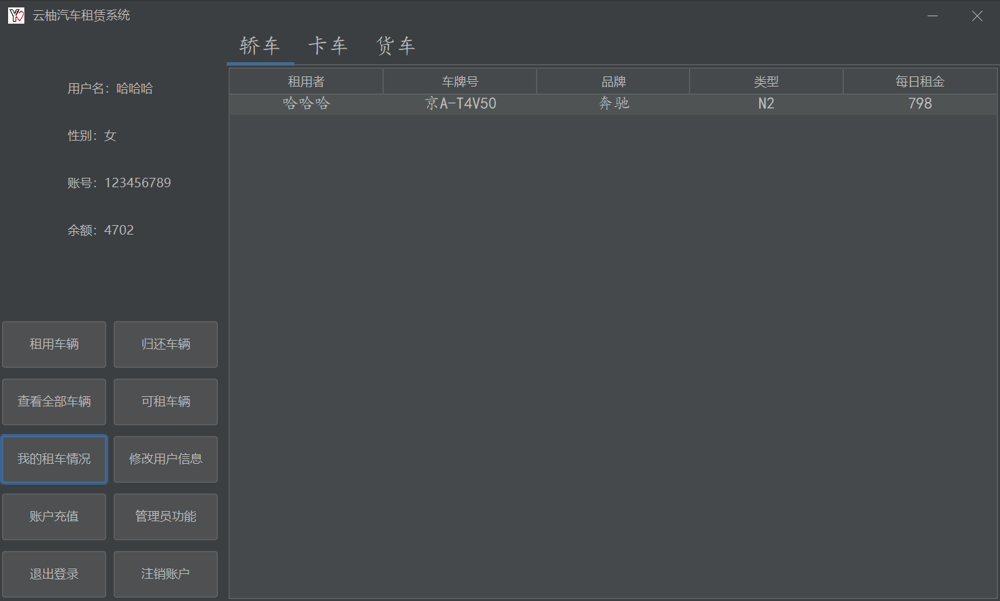 云柚汽车租赁系统
轿车 卡车 货车
用户名：哈哈哈
性别：女
账号：123456789
余额：4702
租用车辆 归还车辆
查看全部车辆 可租车辆
我的租车情况 修改用户信息
账户充值 管理员功能
退出登录 注销账户
租用者 车牌号 品牌 类型 每日租金
哈哈哈 京A-T4V50 奔驰 N2 798